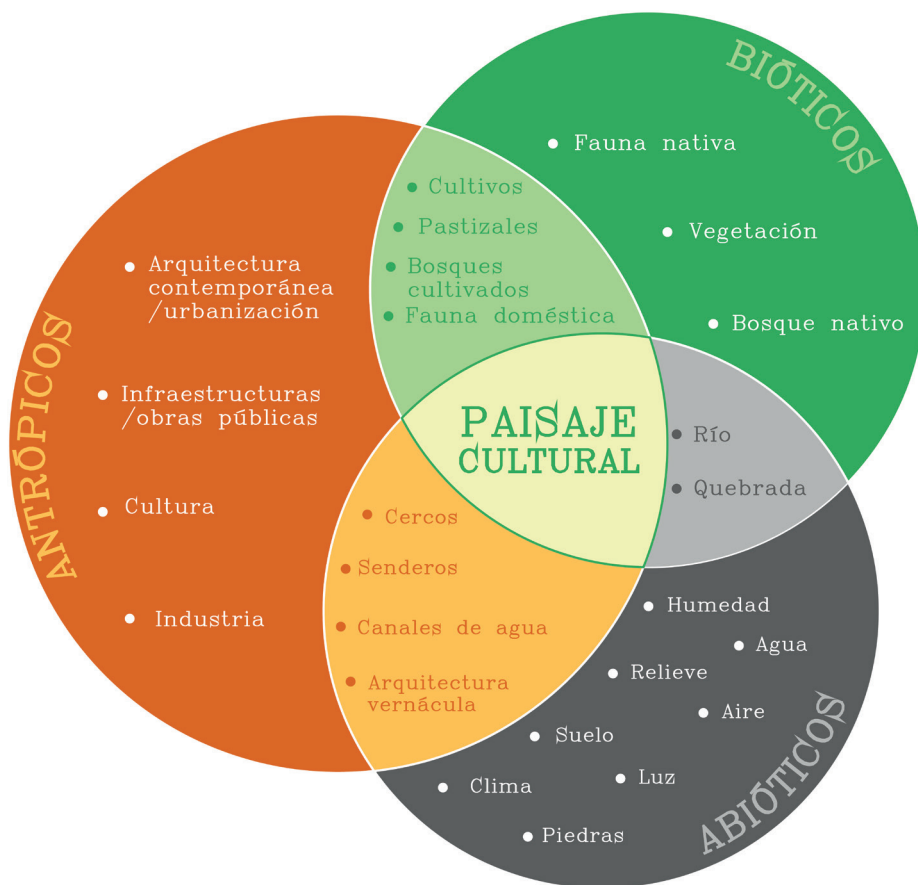 BIÓTICOS
Fauna nativa
Vegetación
Bosque nativo
Cultivos
Pastizales
Bosques
cultivados
Fauna doméstica
ANTRÓPICOS
Arquitectura
contemporánea
/urbanización
Infraestructuras
/obras públicas
Cultura
Industria
PAISAJE
CULTURAL
Río
Quebrada
Cercos
Senderos
Canales de agua
Arquitectura
vernácula
ABIÓTICOS
Humedad
Agua
Relieve
Aire
Suelo
Luz
Clima
Piedras